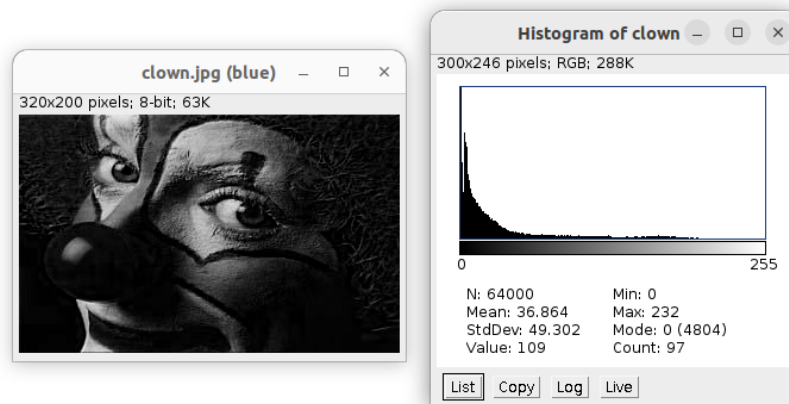 clown.jpg (blue)
320x200 pixels; 8-bit; 63K
Histogram of clown
300x246 pixels; RGB; 288K
0 255
N: 64000 Min: 0
Mean: 36.864 Max: 232
StdDev: 49.302 Mode: 0 (4804)
Value: 109 Count: 97
List Copy Log Live